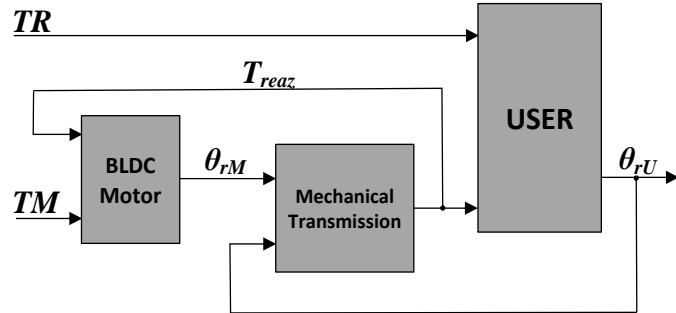 TR
T_reaz
USER
BLDC
Motor
θ_rM
Mechanical
Transmission
θ_rU
TM